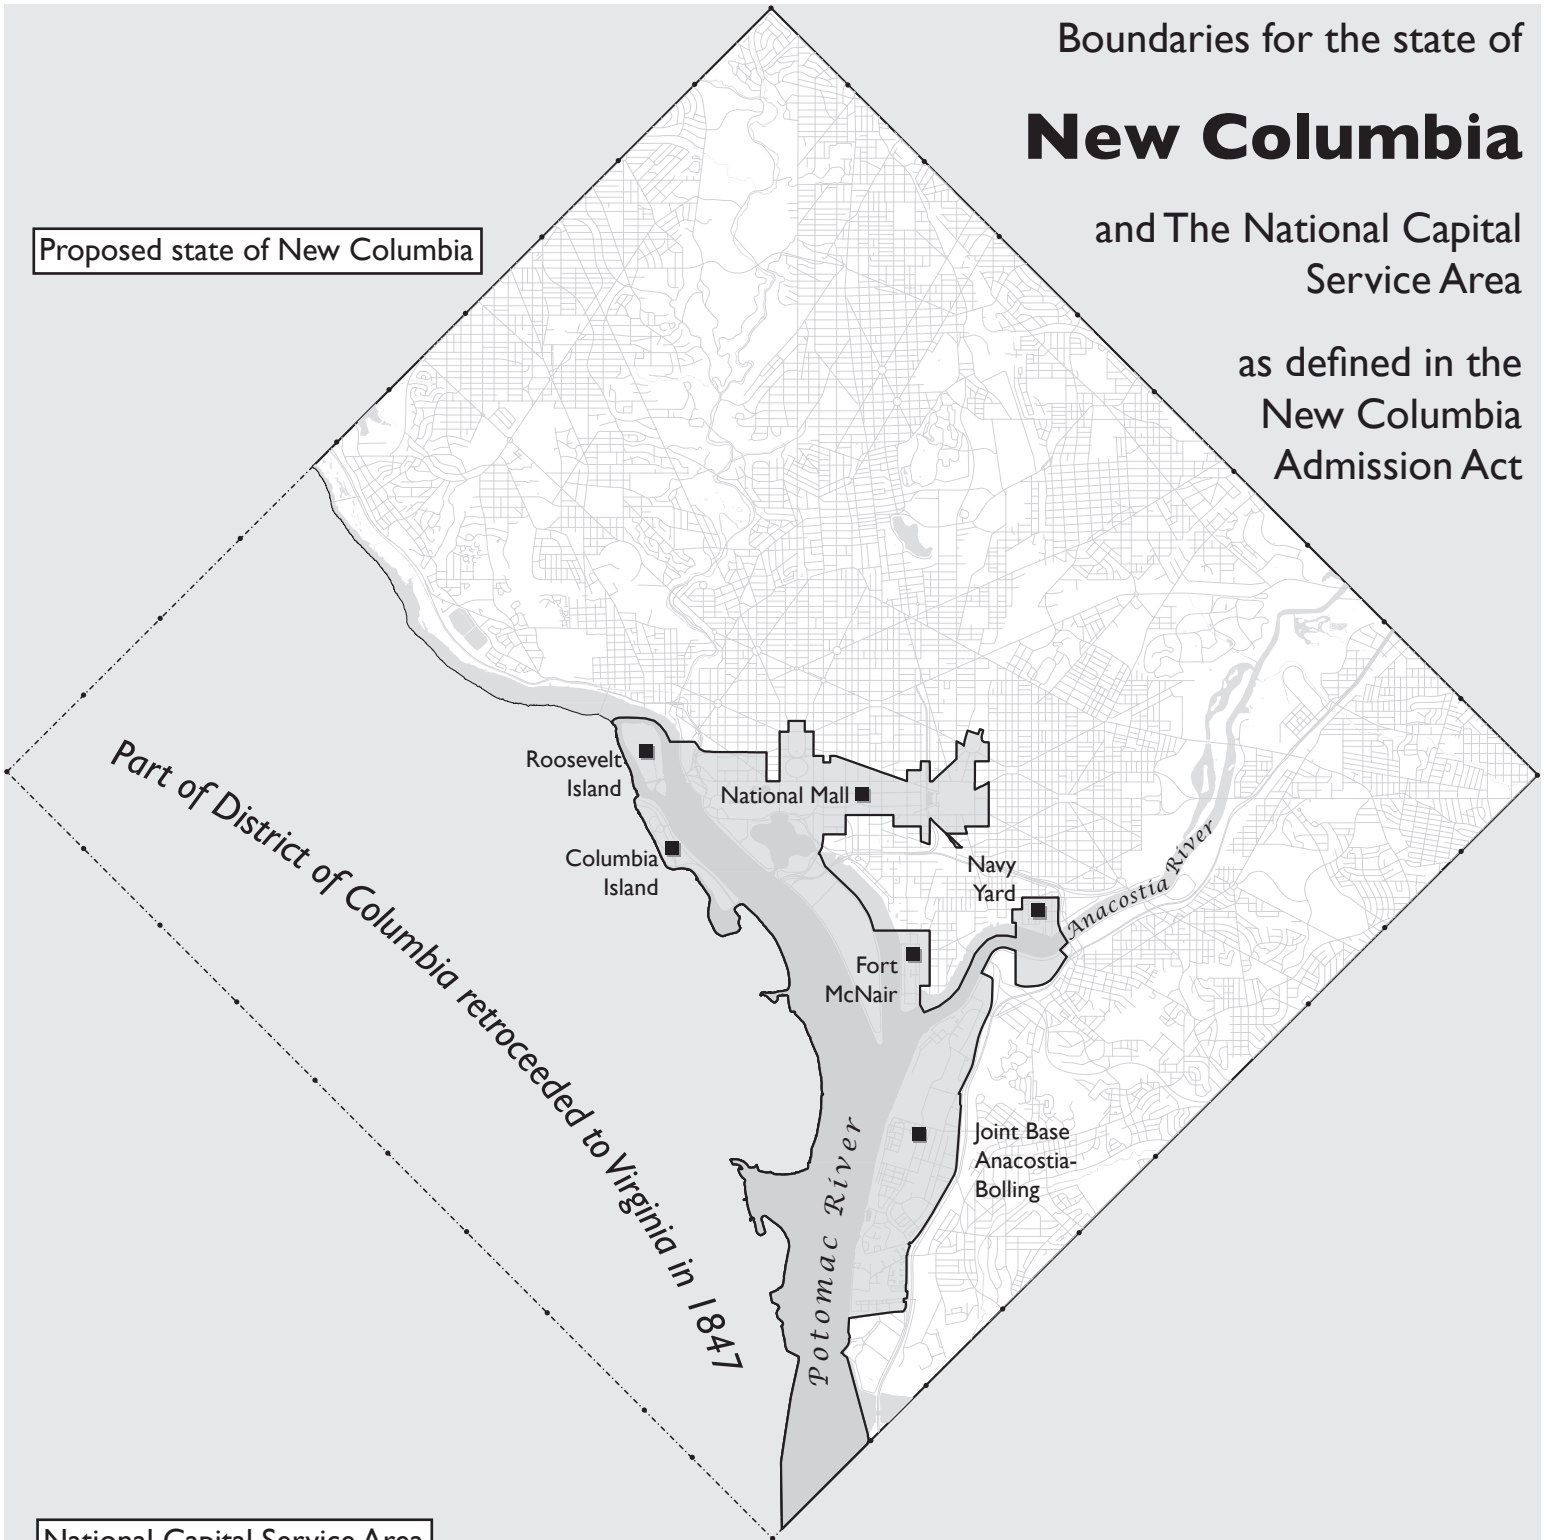 Boundaries for the state of
New Columbia
and The National Capital
Service Area
as defined in the
New Columbia
Admission Act
Proposed state of New Columbia
Roosevelt
Island
National Mall
Columbia
Island
Navy
Yard
Anacostia River
Fort
McNair
Joint Base
Anacostia-
Bolling
Potomac River
Part of District of Columbia retroceeded to Virginia in 1847
National Capital Service Area